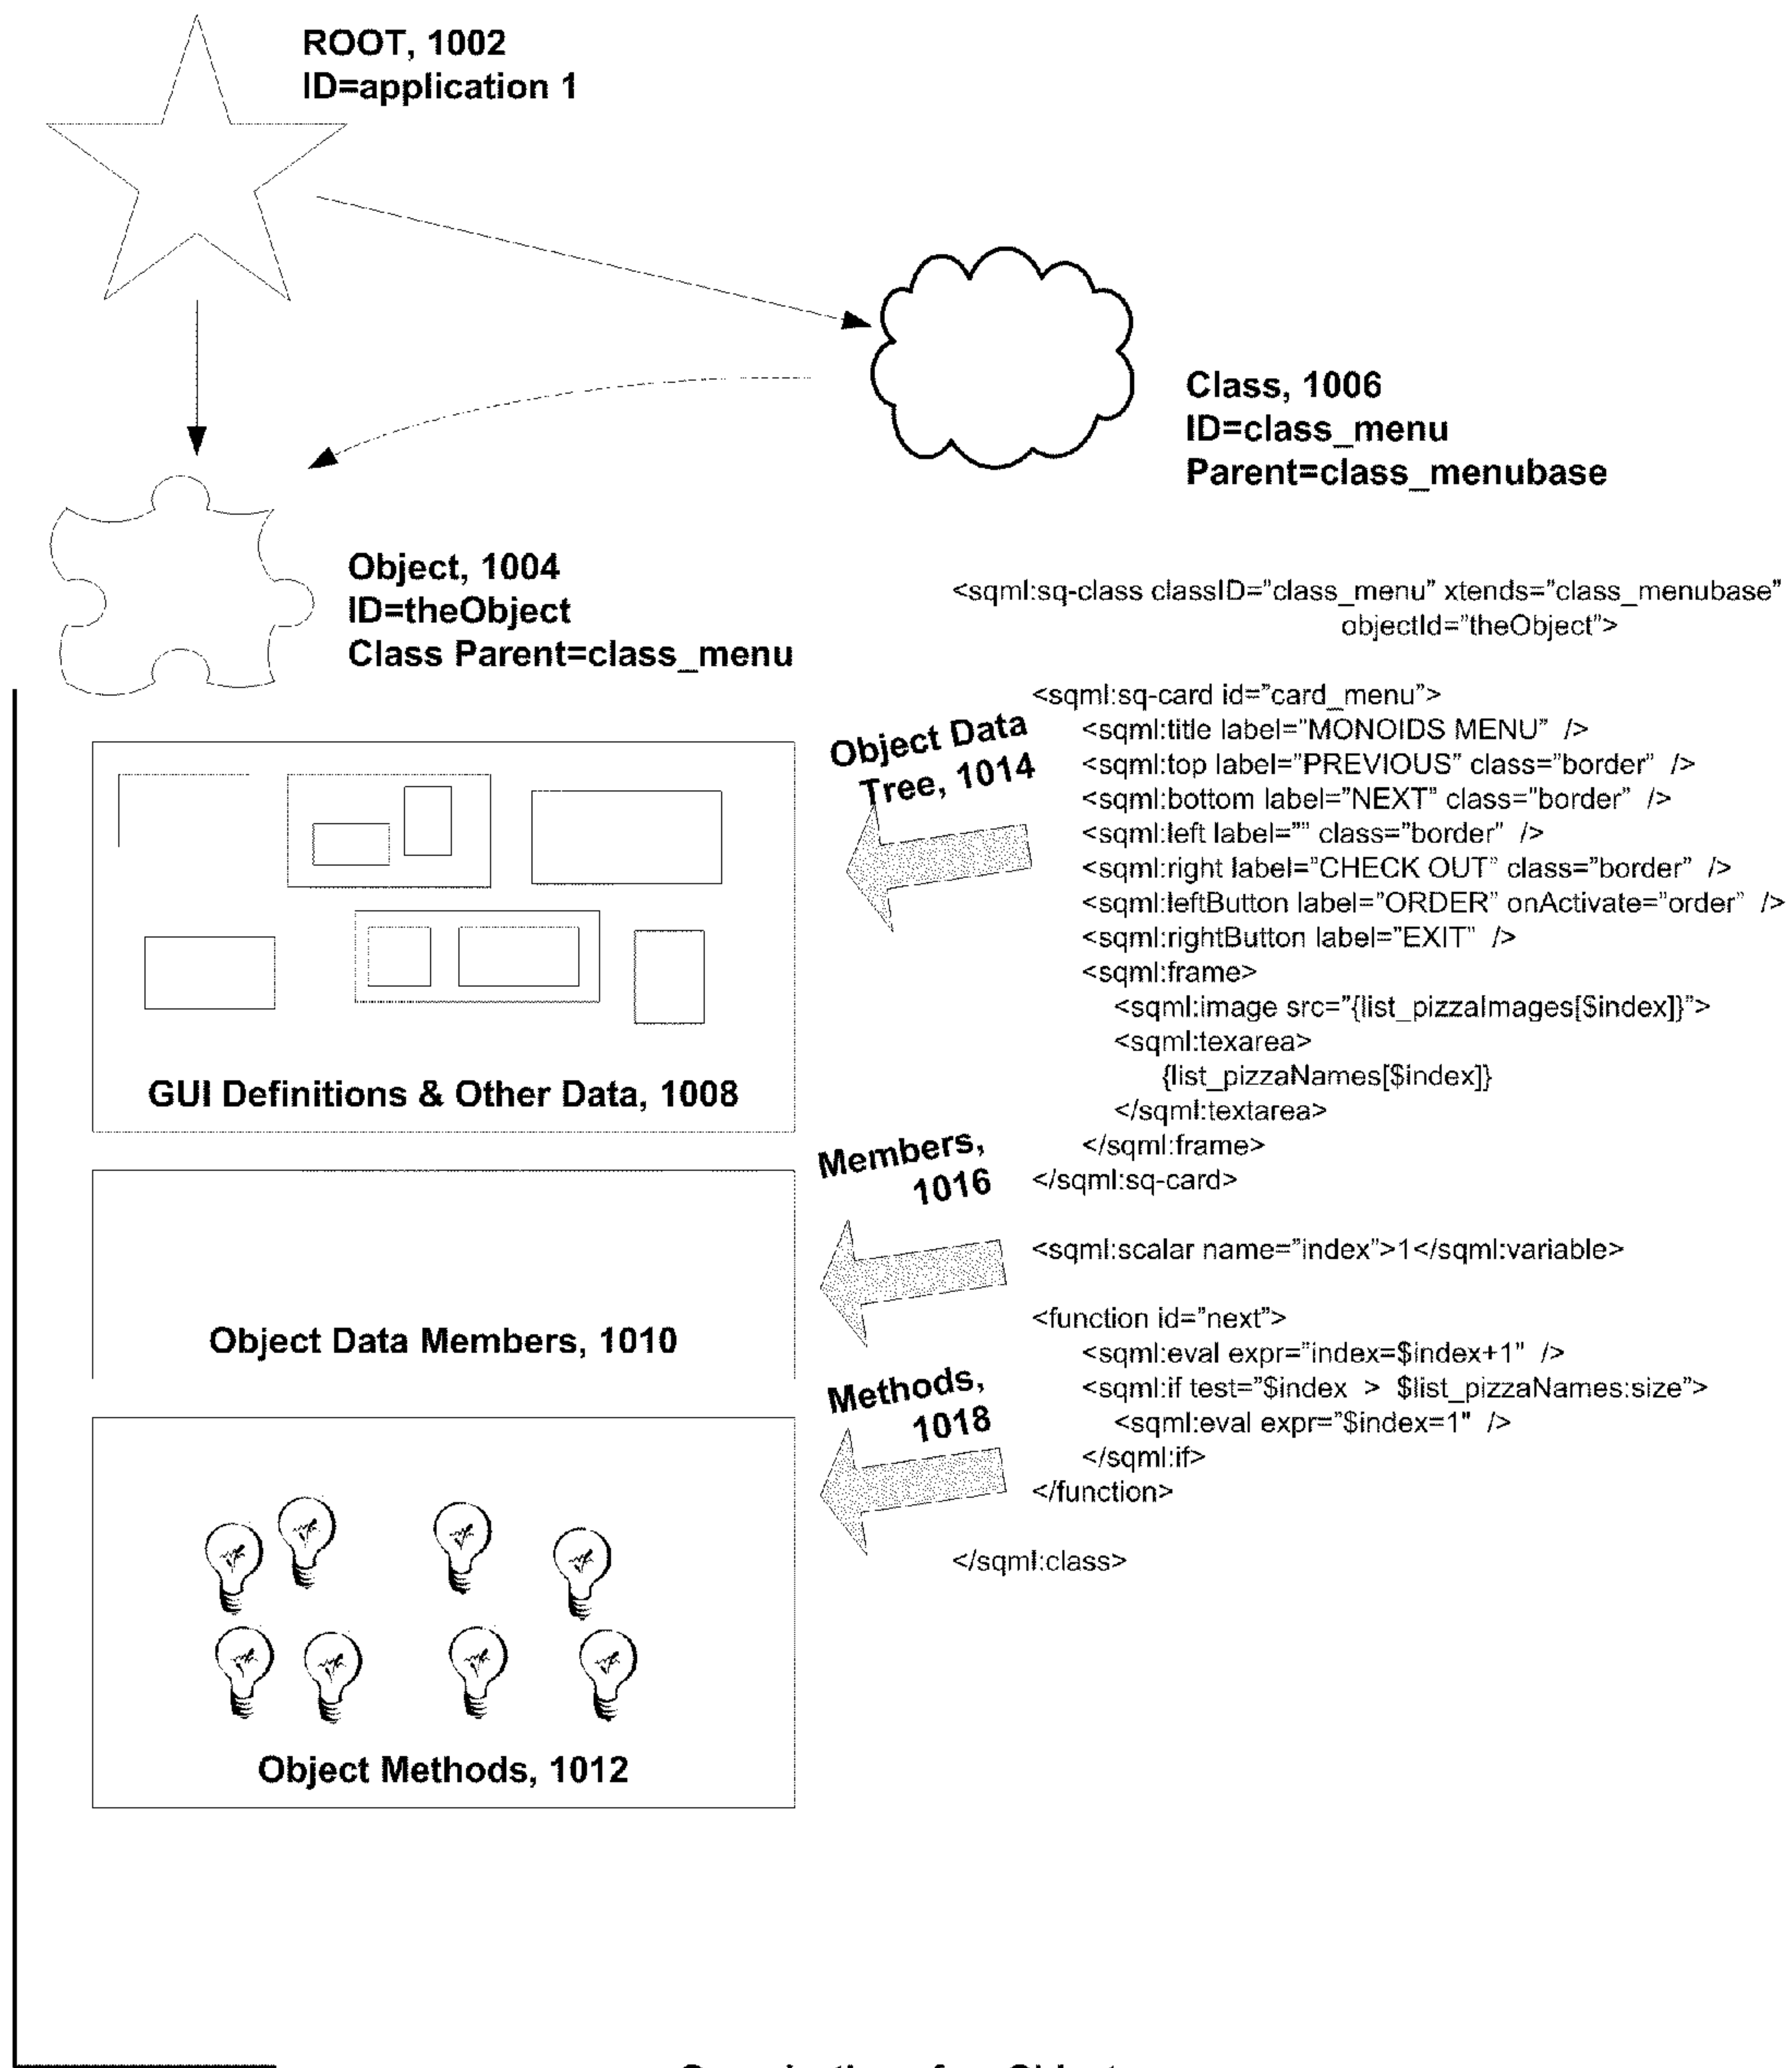 ROOT, 1002
ID=application 1
Class, 1006
ID=class_menu
Parent=class_menubase
Object, 1004
ID=theObject
Class Parent=class_menu
<sqml:sq-class classID="class_menu" xtends="class_menubase"
objectId="theObject">
Object Data
Tree, 1014
<sqml:sq-card id="card_menu">
<sqml:title label="MONOIDS MENU" />
<sqml:top label="PREVIOUS" class="border" />
<sqml:bottom label="NEXT" class="border" />
<sqml:left label="" class="border" />
<sqml:right label="CHECK OUT" class="border" />
<sqml:leftButton label="ORDER" onActivate="order" />
<sqml:rightButton label="EXIT" />
<sqml:frame>
<sqml:image src="{list_pizzaImages[$index]}">
<sqml:texarea>
{list_pizzaNames[$index]}
</sqml:textarea>
</sqml:frame>
</sqml:sq-card>
GUI Definitions & Other Data, 1008
Members,
1016
<sqml:scalar name="index">1</sqml:variable>
Object Data Members, 1010
Methods,
1018
<function id="next">
<sqml:eval expr="index=$index+1" />
<sqml:if test="$index > $list_pizzaNames:size">
<sqml:eval expr="$index=1" />
</sqml:if>
</function>
</sqml:class>
Object Methods, 1012